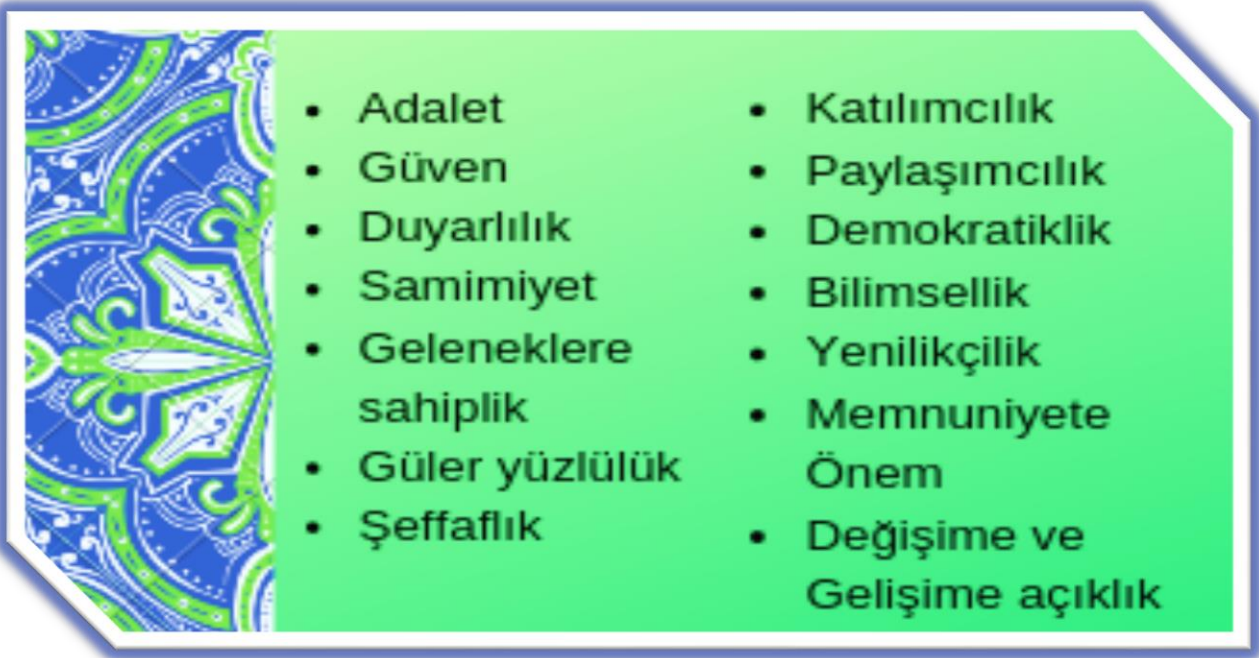 • Adalet
• Güven
• Duyarlılık
• Samimiyet
• Geleneklere
sahiplik
• Güler yüzlülük
• Şeffaflık
• Katılımcılık
• Paylaşımcılık
• Demokratiklik
• Bilimsellik
• Yenilikçilik
• Memnuniyete
Önem
• Değişime ve
Gelişime açıklık